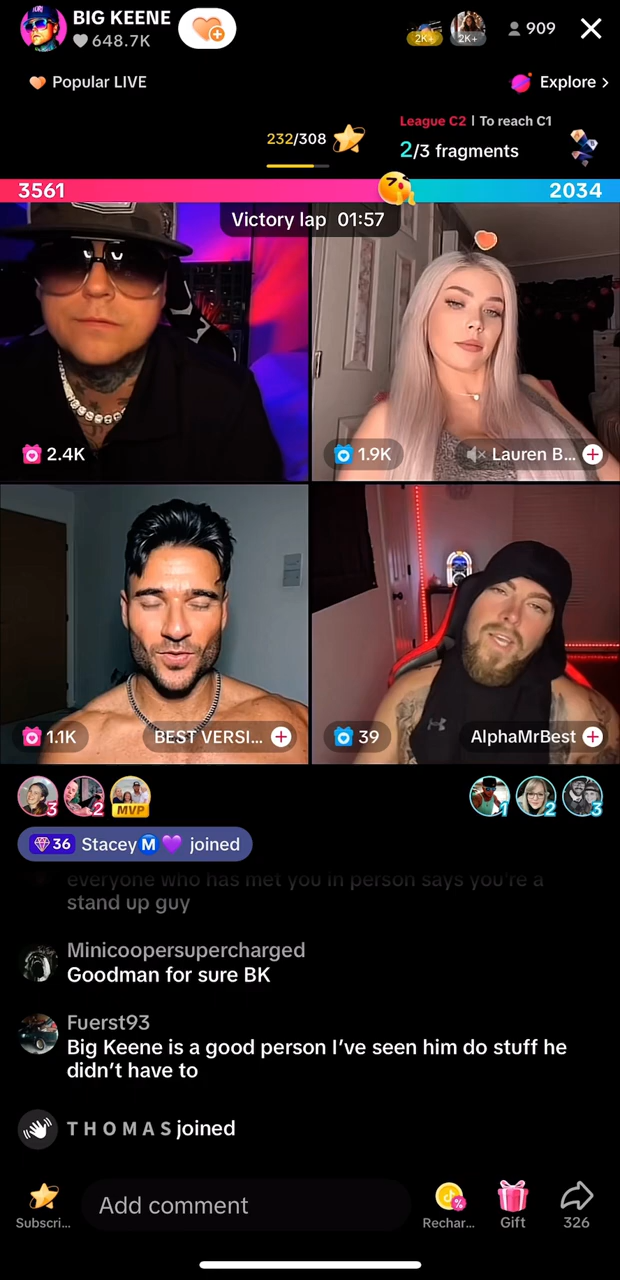 BIG KEENE
648.7K
2K+
2K+
909
Popular LIVE
Explore >
232/308
League C2 | To reach C1
2/3 fragments
3561
2034
Victory lap 01:57
2.4K
1.9K
Lauren B...
1.1K
BEST VERSI...
39
AlphaMrBest
3
2
MVP
1
2
3
36 StaceyⓂ️💜 joined
everyone who has met you in person says you're a
stand up guy
Minicoopersupercharged
Goodman for sure BK
Fuerst93
Big Keene is a good person I’ve seen him do stuff he
didn’t have to
T H O M A S joined
Add comment
Subscri...
Rechar...
Gift
326